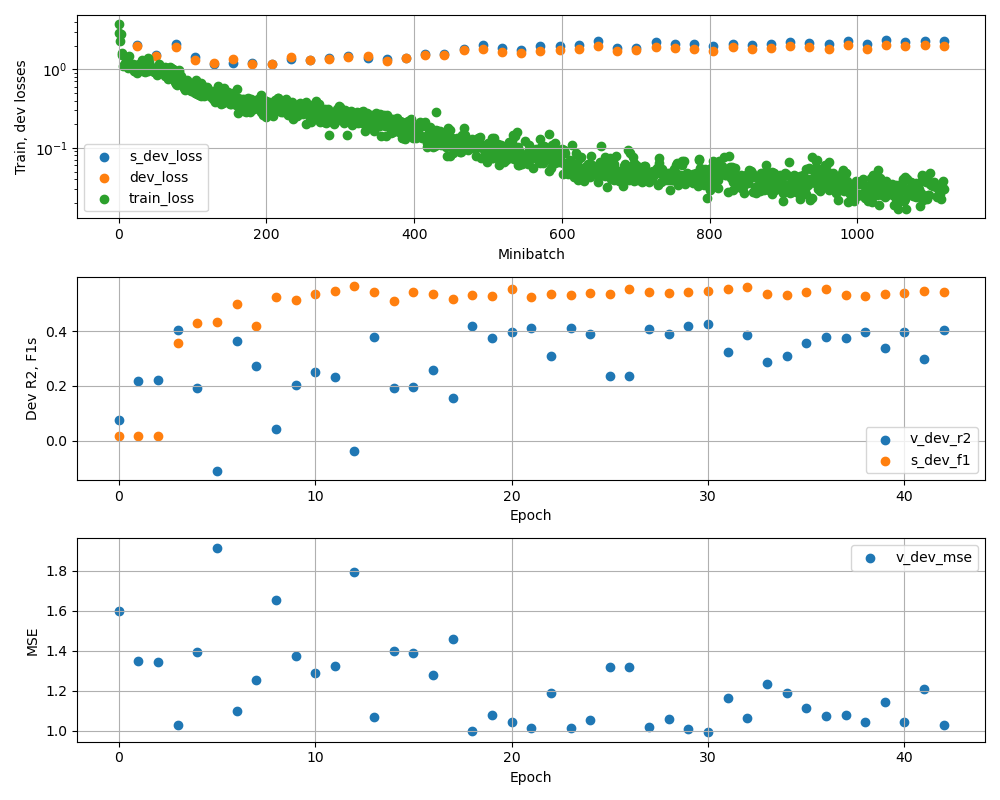 Train, dev losses
10⁰
10⁻¹
s_dev_loss
dev_loss
train_loss
0 200 400 600 800 1000
Minibatch
Dev R2, F1s
0.4
0.2
0.0
v_dev_r2
s_dev_f1
0 10 20 30 40
Epoch
MSE
1.8
1.6
1.4
1.2
1.0
v_dev_mse
0 10 20 30 40
Epoch